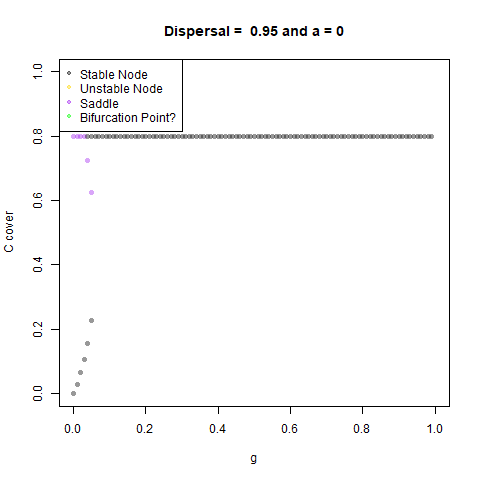 Dispersal =  0.95 and a = 0
Stable Node
Unstable Node
Saddle
Bifurcation Point?
1.0
0.8
0.6
0.4
0.2
0.0
C cover
0.0 0.2 0.4 0.6 0.8 1.0
g